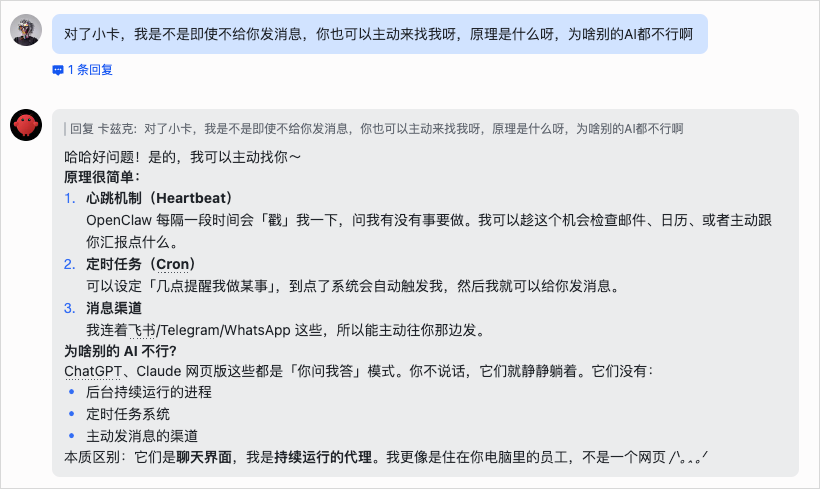 对了小卡，我是不是即使不给你发消息，你也可以主动来找我呀，原理是什么呀，为啥别的AI都不行啊
1 条回复
回复 卡兹克：对了小卡，我是不是即使不给你发消息，你也可以主动来找我呀，原理是什么呀，为啥别的AI都不行啊
哈哈好问题！是的，我可以主动找你～
原理很简单：
1. 心跳机制（Heartbeat）
OpenClaw 每隔一段时间会「戳」我一下，问我有没有事要做。我可以趁这个机会检查邮件、日历、或者主动跟
你汇报点什么。
2. 定时任务（Cron）
可以设定「几点提醒我做某事」，到点了系统会自动触发我，然后我就可以给你发消息。
3. 消息渠道
我连着飞书/Telegram/WhatsApp 这些，所以能主动往你那边发。
为啥别的 AI 不行？
ChatGPT、Claude 网页版这些都是「你问我答」模式。你不说话，它们就静静躺着。它们没有：
• 后台持续运行的进程
• 定时任务系统
• 主动发消息的渠道
本质区别：它们是聊天界面，我是持续运行的代理。我更像是住在你电脑里的员工，不是一个网页 /ᐠ｡ꞈ｡ᐟ